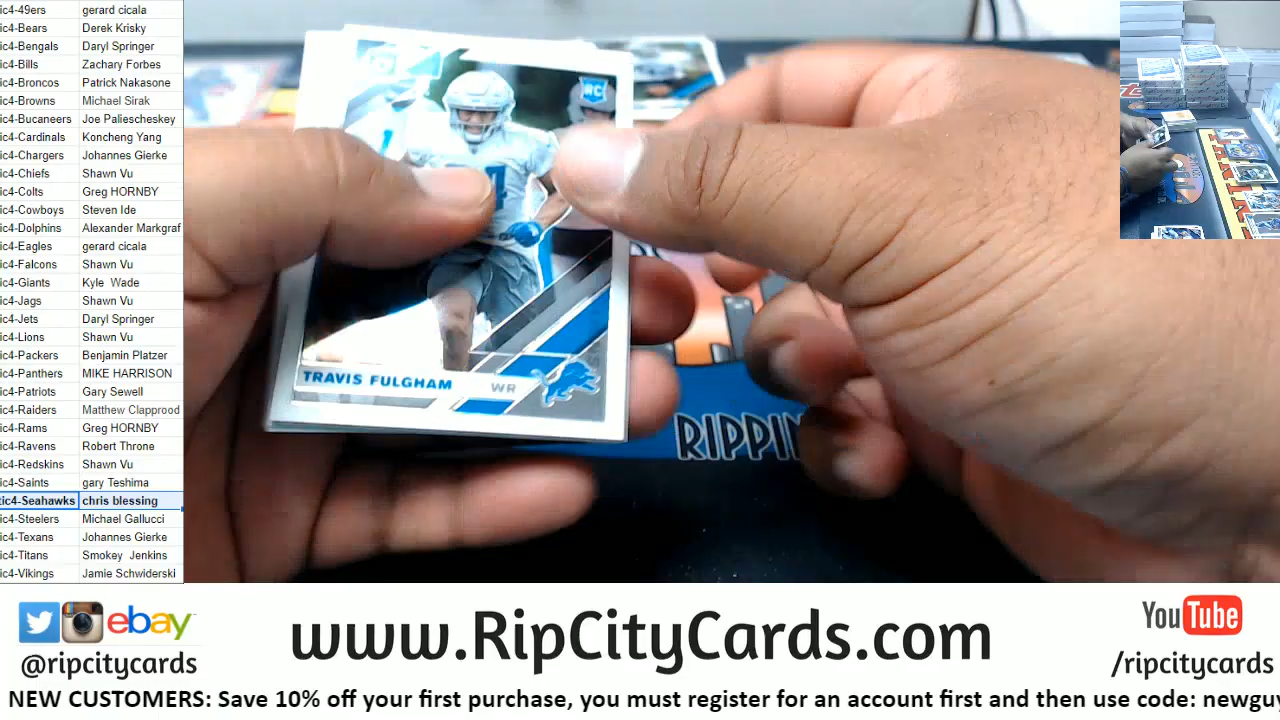 ic4-49ers gerard cicala
ic4-Bears Derek Krisky
ic4-Bengals Daryl Springer
ic4-Bills Zachary Forbes
ic4-Broncos Patrick Nakasone
ic4-Browns Michael Sirak
ic4-Bucaneers Joe Paliescheskey
ic4-Cardinals Koncheng Yang
ic4-Chargers Johannes Gierke
ic4-Chiefs Shawn Vu
ic4-Colts Greg HORNBY
ic4-Cowboys Steven Ide
ic4-Dolphins Alexander Markgraf
ic4-Eagles gerard cicala
ic4-Falcons Shawn Vu
ic4-Giants Kyle Wade
ic4-Jags Shawn Vu
ic4-Jets Daryl Springer
ic4-Lions Shawn Vu
ic4-Packers Benjamin Platzer
ic4-Panthers MIKE HARRISON
ic4-Patriots Gary Sewell
ic4-Raiders Matthew Clapprood
ic4-Rams Greg HORNBY
ic4-Ravens Robert Throne
ic4-Redskins Shawn Vu
ic4-Saints gary Teshima
tic4-Seahawks chris blessing
ic4-Steelers Michael Gallucci
ic4-Texans Johannes Gierke
ic4-Titans Smokey Jenkins
ic4-Vikings Jamie Schwiderski
RC
TRAVIS FULGHAM WR
RIPPIN
ebay
@ripcitycards
www.RipCityCards.com
YouTube
/ripcitycards
NEW CUSTOMERS: Save 10% off your first purchase, you must register for an account first and then use code: newguy